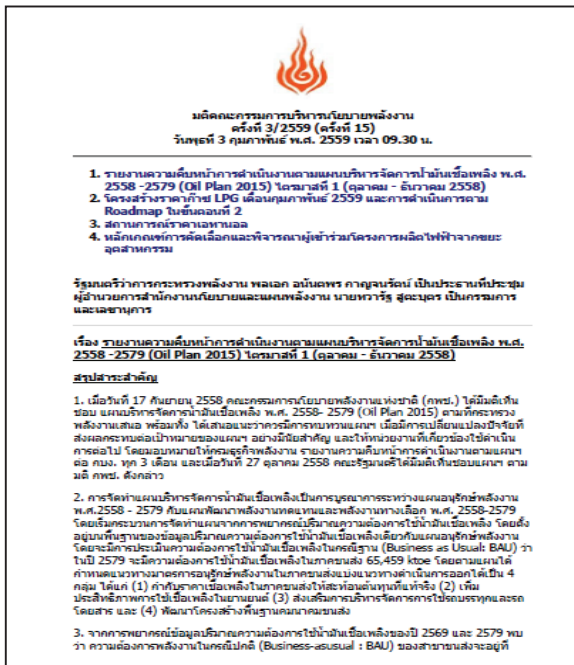 มติคณะกรรมการบริหารนโยบายพลังงาน
ครั้งที่ 3/2559 (ครั้งที่ 15)
วันพุธที่ 3 กุมภาพันธ์ พ.ศ. 2559 เวลา 09.30 น.
1. รายงานความคืบหน้าการดำเนินงานตามแผนบริหารจัดการน้ำมันเชื้อเพลิง พ.ศ.
2558 -2579 (Oil Plan 2015) ไตรมาสที่ 1 (ตุลาคม - ธันวาคม 2558)
2. โครงสร้างราคาก๊าซ LPG เดือนกุมภาพันธ์ 2559 และการดำเนินการตาม
Roadmap ในขั้นตอนที่ 2
3. สถานการณ์ราคาเอทานอล
4. หลักเกณฑ์การคัดเลือกและพิจารณาผู้เข้าร่วมโครงการผลิตไฟฟ้าจากขยะ
อุตสาหกรรม
รัฐมนตรีว่าการกระทรวงพลังงาน พลเอก อนันตพร กาญจนรัตน์ เป็นประธานที่ประชุม
ผู้อำนวยการสำนักงานนโยบายและแผนพลังงาน นายทวารัฐ สูตะบุตร เป็นกรรมการ
และเลขานุการ
เรื่อง รายงานความคืบหน้าการดำเนินงานตามแผนบริหารจัดการน้ำมันเชื้อเพลิง พ.ศ.
2558 -2579 (Oil Plan 2015) ไตรมาสที่ 1 (ตุลาคม - ธันวาคม 2558)
สรุปสาระสำคัญ
1. เมื่อวันที่ 17 กันยายน 2558 คณะกรรมการนโยบายพลังงานแห่งชาติ (กพช.) ได้มีมติเห็น
ชอบ แผนบริหารจัดการน้ำมันเชื้อเพลิง พ.ศ. 2558- 2579 (Oil Plan 2015) ตามที่กระทรวง
พลังงานเสนอ พร้อมทั้ง ได้เสนอแนะว่าควรมีการทบทวนแผนฯ เมื่อมีการเปลี่ยนแปลงปัจจัยที่
ส่งผลกระทบต่อเป้าหมายของแผนฯ อย่างมีนัยสำคัญ และให้หน่วยงานที่เกี่ยวข้องใช้ดำเนิน
การต่อไป โดยมอบหมายให้กรมธุรกิจพลังงาน รายงานความคืบหน้าการดำเนินงานตามแผนฯ
ต่อ กบง. ทุก 3 เดือน และเมื่อวันที่ 27 ตุลาคม 2558 คณะรัฐมนตรีได้มีมติเห็นชอบแผนฯ ตาม
มติ กพช. ดังกล่าว
2. การจัดทำแผนบริหารจัดการน้ำมันเชื้อเพลิงเป็นการบูรณาการระหว่างแผนอนุรักษ์พลังงาน
พ.ศ.2558 - 2579 กับแผนพัฒนาพลังงานทดแทนและพลังงานทางเลือก พ.ศ. 2558-2579
โดยเริ่มกระบวนการจัดทำแผนจากการพยากรณ์ปริมาณความต้องการใช้น้ำมันเชื้อเพลิง โดยตั้ง
อยู่บนพื้นฐานของข้อมูลปริมาณความต้องการใช้น้ำมันเชื้อเพลิงเดียวกับแผนอนุรักษ์พลังงาน
โดยจะมีการประเมินความต้องการใช้น้ำมันเชื้อเพลิงในกรณีฐาน (Business as Usual: BAU) ว่า
ในปี 2579 จะมีความต้องการใช้น้ำมันเชื้อเพลิงในภาคขนส่ง 65,459 ktoe โดยตามแผนได้
กำหนดแนวทางมาตรการอนุรักษ์พลังงานในภาคขนส่งแบ่งแนวทางดำเนินการออกได้เป็น 4
กลุ่ม ได้แก่ (1) กำกับราคาเชื้อเพลิงในภาคขนส่งให้สะท้อนต้นทุนที่แท้จริง (2) เพิ่ม
ประสิทธิภาพการใช้เชื้อเพลิงในยานยนต์ (3) ส่งเสริมการบริหารจัดการการใช้รถบรรทุกและรถ
โดยสาร และ (4) พัฒนาโครงสร้างพื้นฐานคมนาคมขนส่ง
3. จากการพยากรณ์ข้อมูลปริมาณความต้องการใช้น้ำมันเชื้อเพลิงของปี 2569 และ 2579 พบ
ว่า ความต้องการพลังงานในกรณีปกติ (Business-asusual : BAU) ของสาขาขนส่งจะอยู่ที่